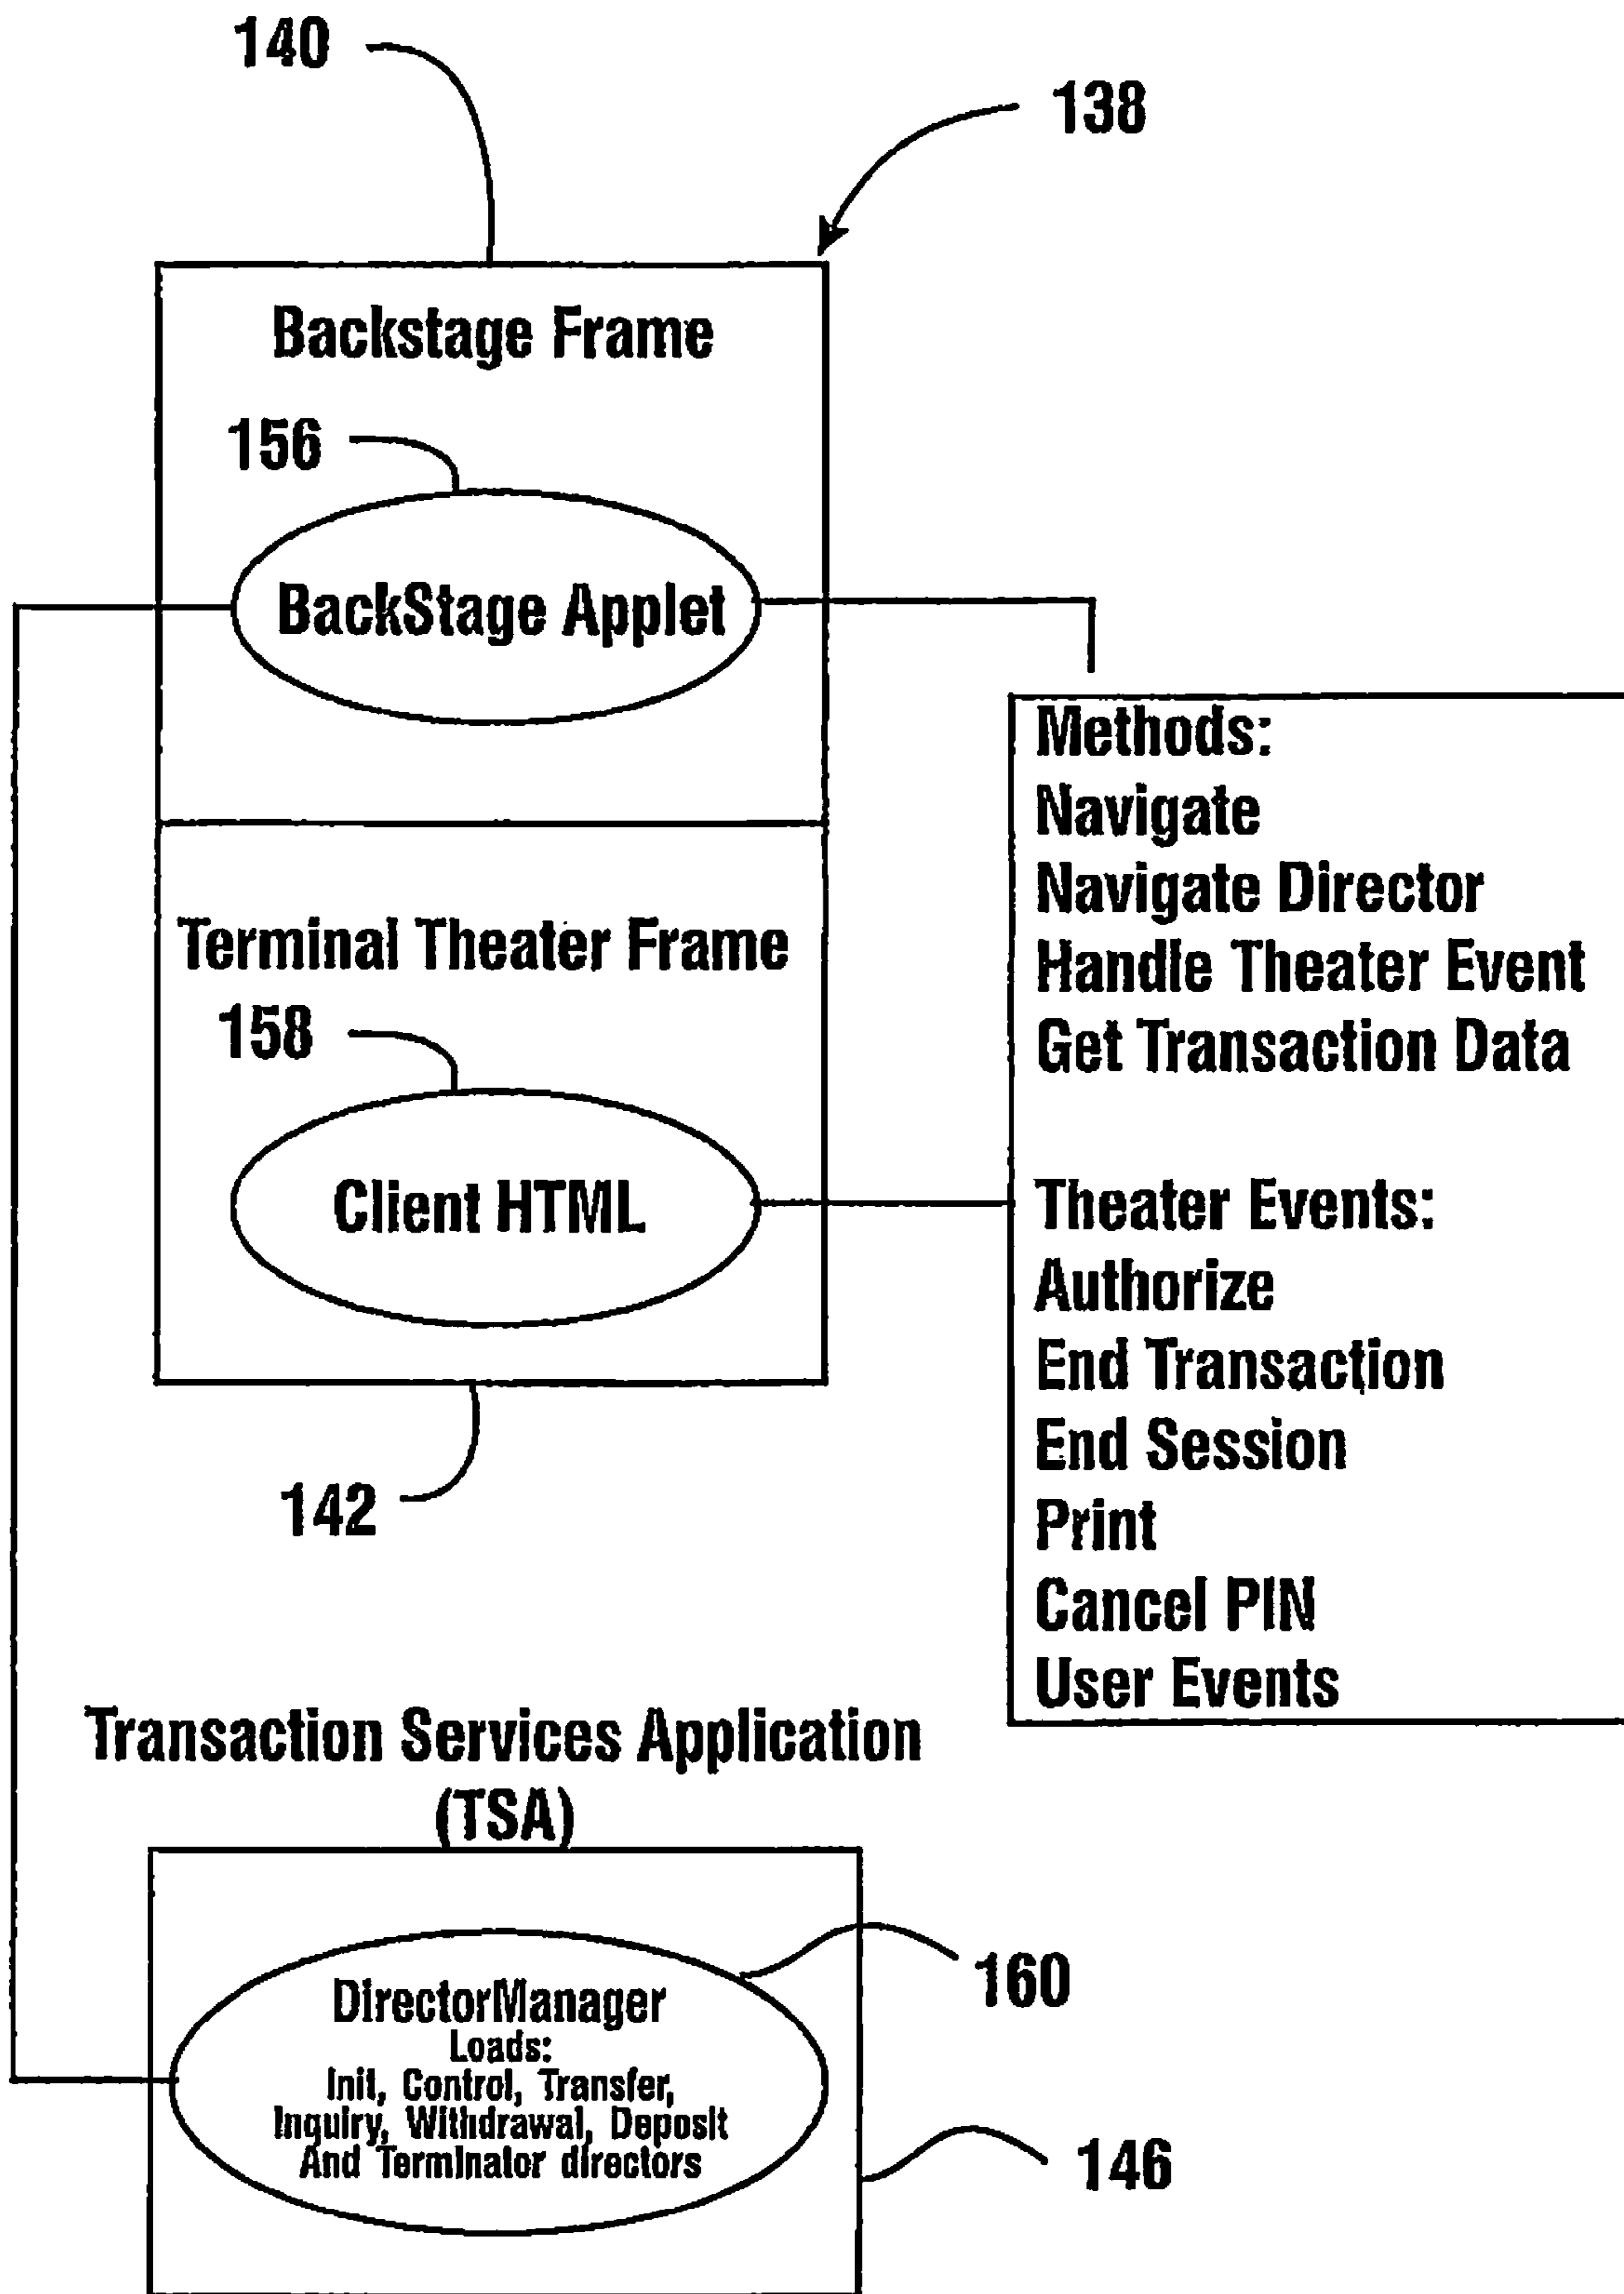 140
138
Backstage Frame
156
BackStage Applet
Methods:
Navigate
Navigate Director
Handle Theater Event
Get Transaction Data
Terminal Theater Frame
158
Client HTML
Theater Events:
Authorize
End Transaction
End Session
Print
Cancel PIN
User Events
142
Transaction Services Application
(TSA)
DirectorManager
Loads:
Init, Control, Transfer,
Inquiry, Withdrawal, Deposit
And Terminator directors
160
146